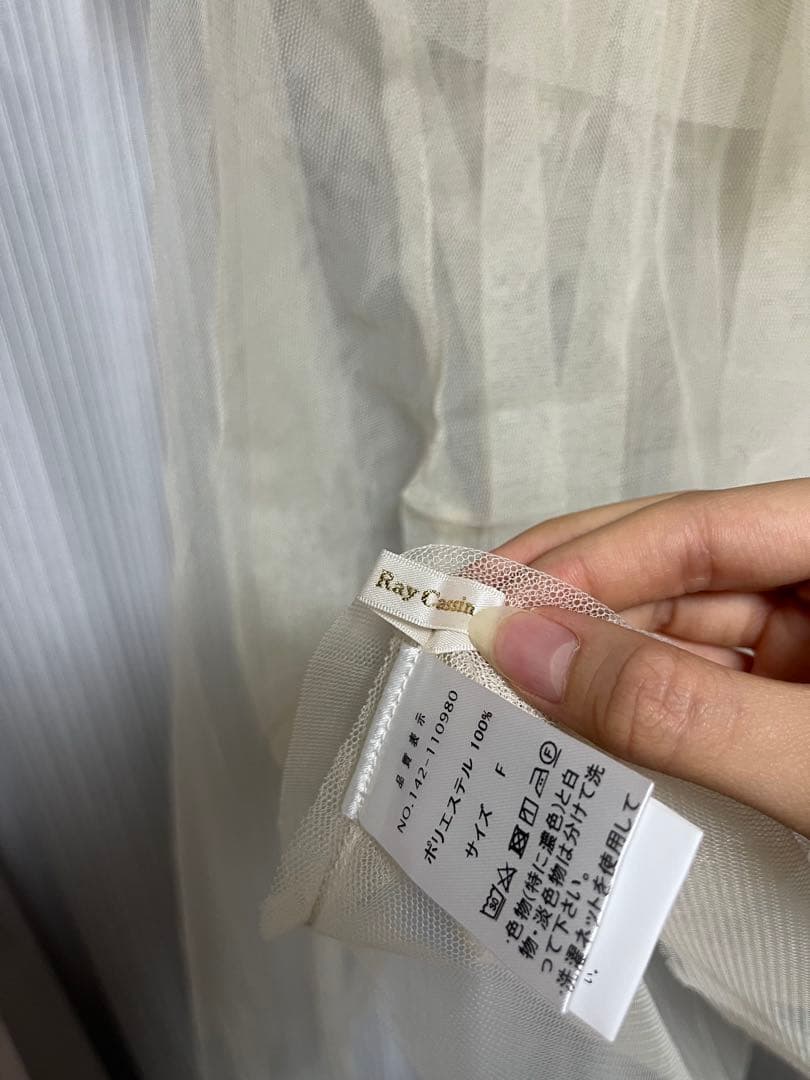 Ray Cassin
品質表示
NO.142-110980
ポリエステル 100%
サイズ F
30 F
・色物(特に濃色)と白
物・淡色物は分けて洗
って下さい。
・洗濯ネットを使用して
い。